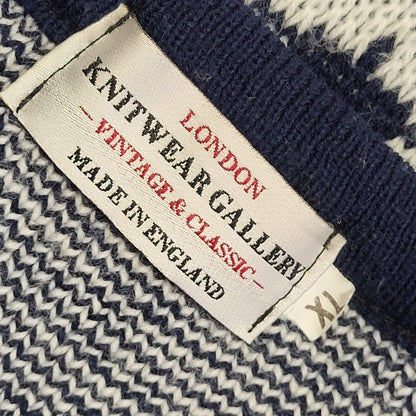 LONDON
KNITWEAR GALLERY
- VINTAGE & CLASSIC -
MADE IN ENGLAND
XL